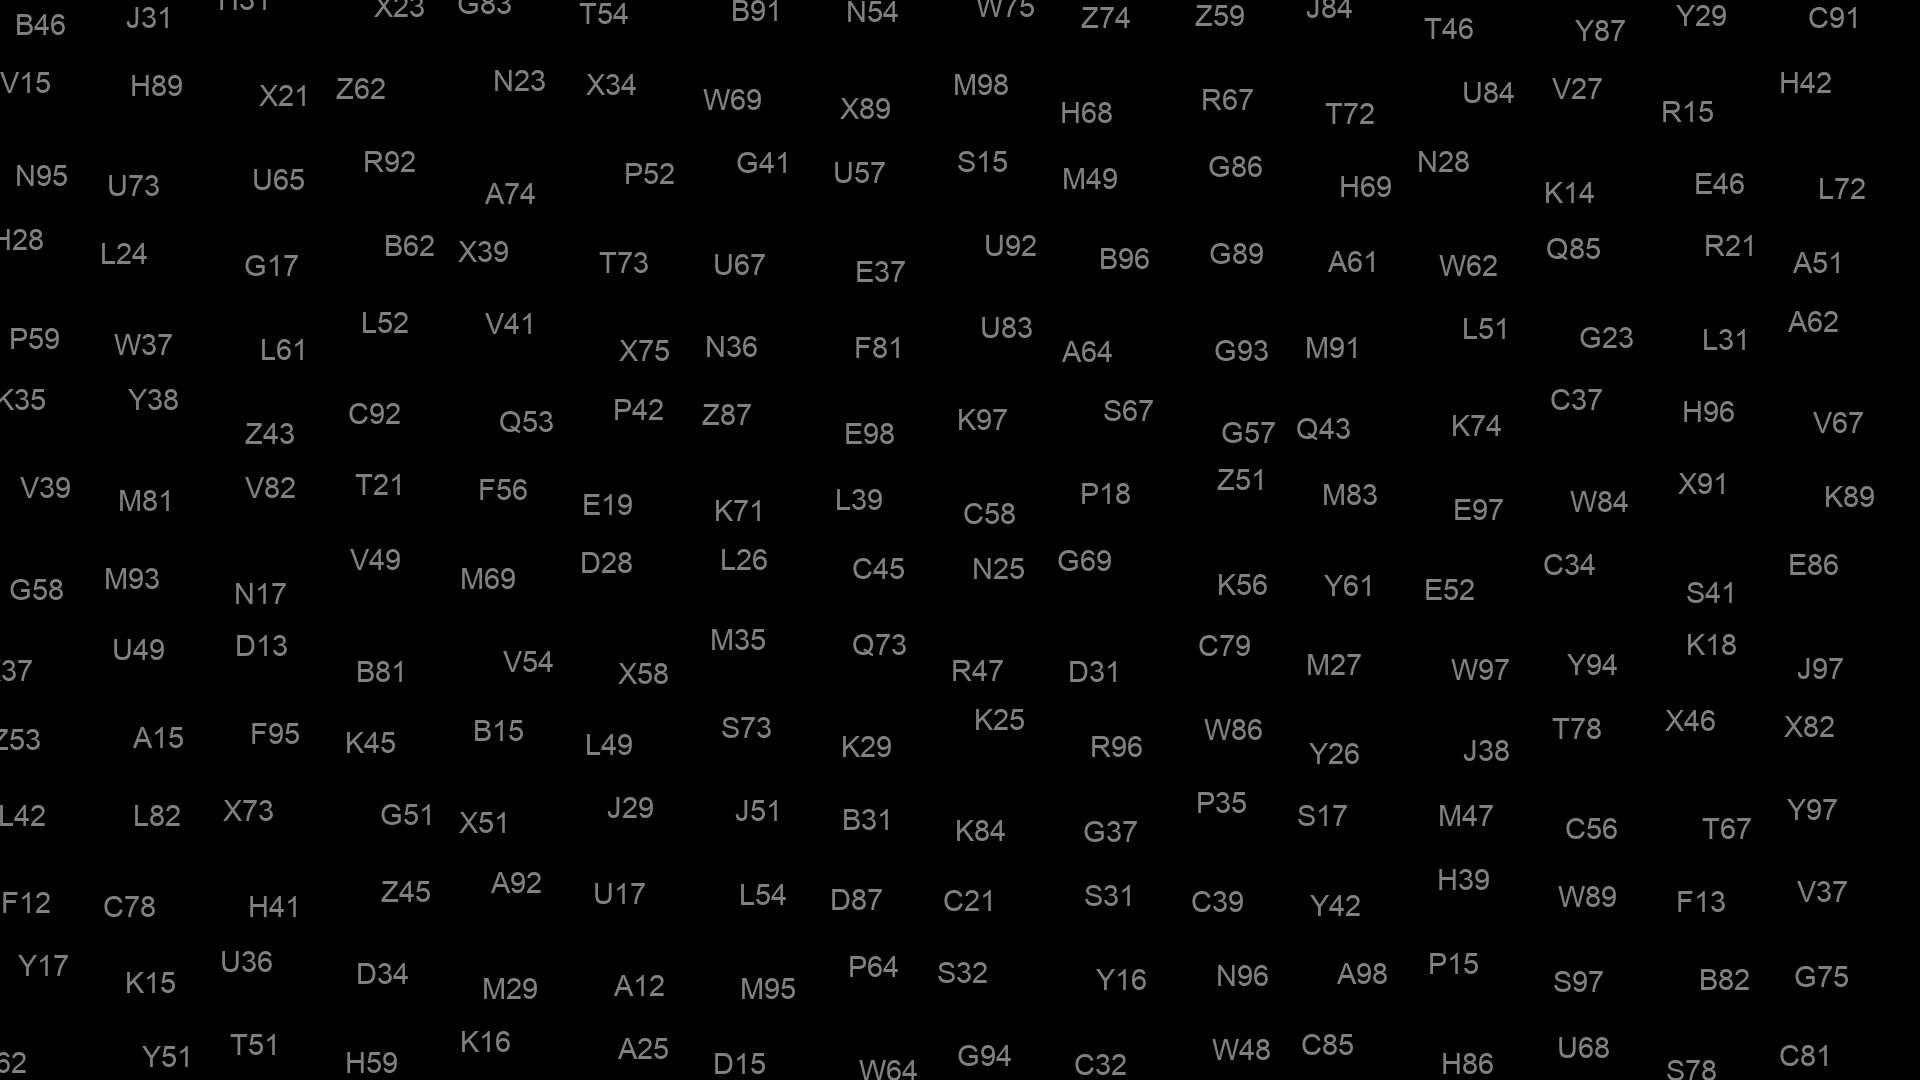 B46 J31 H31 X23 G83 T54 B91 N54 W75 Z74 Z59 J84 T46 Y87 Y29 C91
V15 H89 X21 Z62 N23 X34 W69 X89 M98 H68 R67 T72 U84 V27 R15 H42
N95 U73 U65 R92 A74 P52 G41 U57 S15 M49 G86 H69 N28 K14 E46 L72
H28 L24 G17 B62 X39 T73 U67 E37 U92 B96 G89 A61 W62 Q85 R21 A51
P59 W37 L61 L52 V41 X75 N36 F81 U83 A64 G93 M91 L51 G23 L31 A62
K35 Y38 Z43 C92 Q53 P42 Z87 E98 K97 S67 G57 Q43 K74 C37 H96 V67
V39 M81 V82 T21 F56 E19 K71 L39 C58 P18 Z51 M83 E97 W84 X91 K89
G58 M93 N17 V49 M69 D28 L26 C45 N25 G69 K56 Y61 E52 C34 S41 E86
37 U49 D13 B81 V54 X58 M35 Q73 R47 D31 C79 M27 W97 Y94 K18 J97
Z53 A15 F95 K45 B15 L49 S73 K29 K25 R96 W86 Y26 J38 T78 X46 X82
L42 L82 X73 G51 X51 J29 J51 B31 K84 G37 P35 S17 M47 C56 T67 Y97
F12 C78 H41 Z45 A92 U17 L54 D87 C21 S31 C39 Y42 H39 W89 F13 V37
Y17 K15 U36 D34 M29 A12 M95 P64 S32 Y16 N96 A98 P15 S97 B82 G75
62 Y51 T51 H59 K16 A25 D15 W64 G94 C32 W48 C85 H86 U68 S78 C81